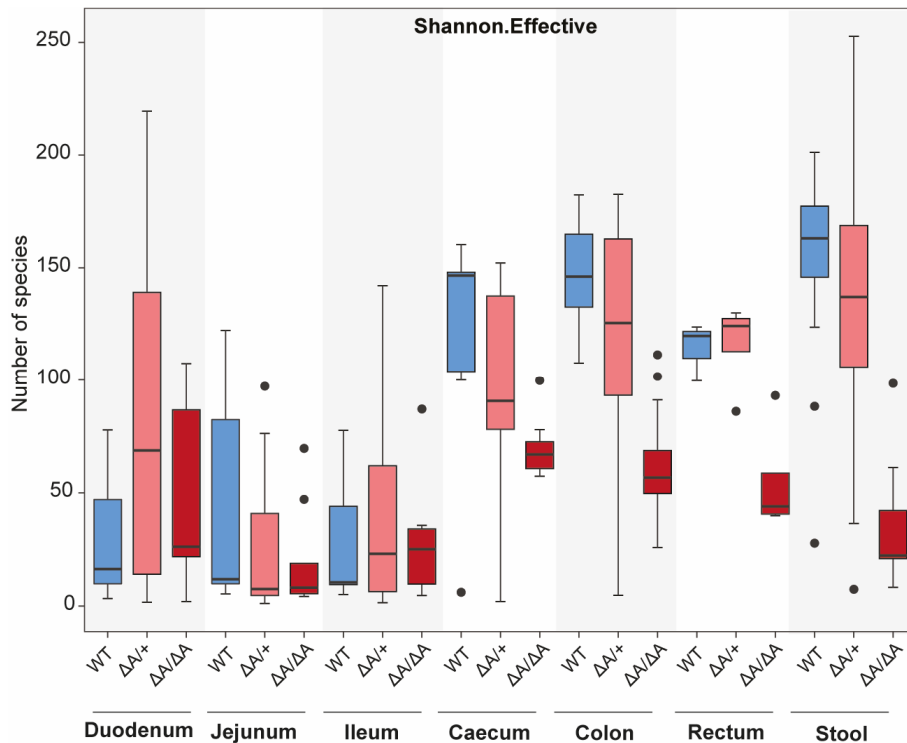 Shannon.Effective
Number of species
250
200
150
100
50
0
WT ΔA/+ ΔA/ΔA WT ΔA/+ ΔA/ΔA WT ΔA/+ ΔA/ΔA WT ΔA/+ ΔA/ΔA WT ΔA/+ ΔA/ΔA WT ΔA/+ ΔA/ΔA WT ΔA/+ ΔA/ΔA
Duodenum Jejunum Ileum Caecum Colon Rectum Stool